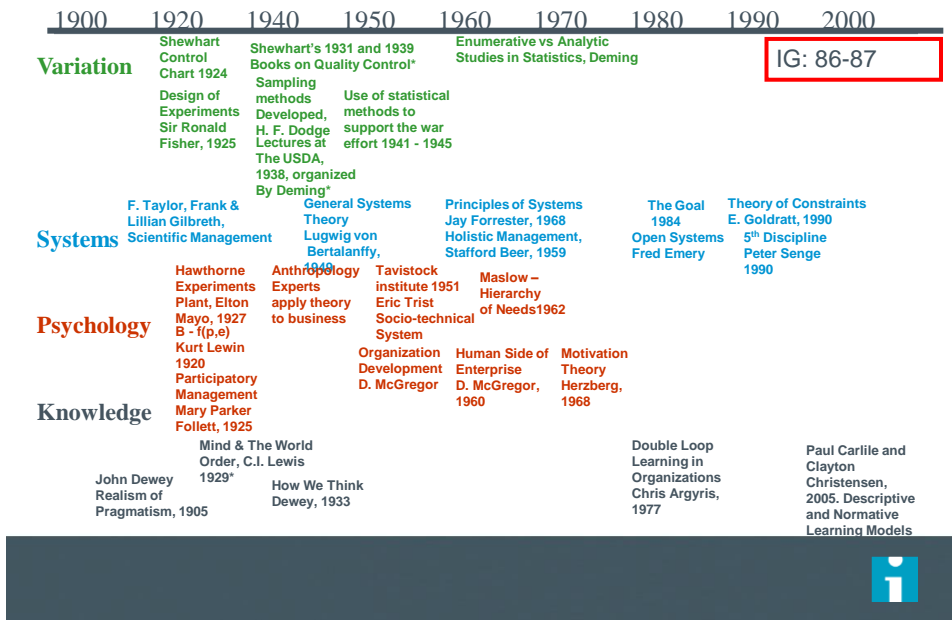 1900 1920 1940 1950 1960 1970 1980 1990 2000
IG: 86-87
Variation
Shewhart
Control
Chart 1924
Design of
Experiments
Sir Ronald
Fisher, 1925
Shewhart's 1931 and 1939
Books on Quality Control*
Sampling
methods
Developed,
H. F. Dodge
Lectures at
The USDA,
1938, organized
By Deming*
Use of statistical
methods to
support the war
effort 1941 - 1945
Enumerative vs Analytic
Studies in Statistics, Deming
Systems
F. Taylor, Frank &
Lillian Gilbreth,
Scientific Management
General Systems
Theory
Lugwig von
Bertalanffy,
1949
Principles of Systems
Jay Forrester, 1968
Holistic Management,
Stafford Beer, 1959
The Goal
1984
Open Systems
Fred Emery
Theory of Constraints
E. Goldratt, 1990
5th Discipline
Peter Senge
1990
Psychology
Hawthorne
Experiments
Plant, Elton
Mayo, 1927
B - f(p,e)
Kurt Lewin
1920
Participatory
Management
Mary Parker
Follett, 1925
Anthropology
Experts
apply theory
to business
Tavistock
institute 1951
Eric Trist
Socio-technical
System
Maslow –
Hierarchy
of Needs1962
Organization
Development
D. McGregor
Human Side of
Enterprise
D. McGregor,
1960
Motivation
Theory
Herzberg,
1968
Knowledge
John Dewey
Realism of
Pragmatism, 1905
Mind & The World
Order, C.I. Lewis
1929*
How We Think
Dewey, 1933
Double Loop
Learning in
Organizations
Chris Argyris,
1977
Paul Carlile and
Clayton
Christensen,
2005. Descriptive
and Normative
Learning Models
i